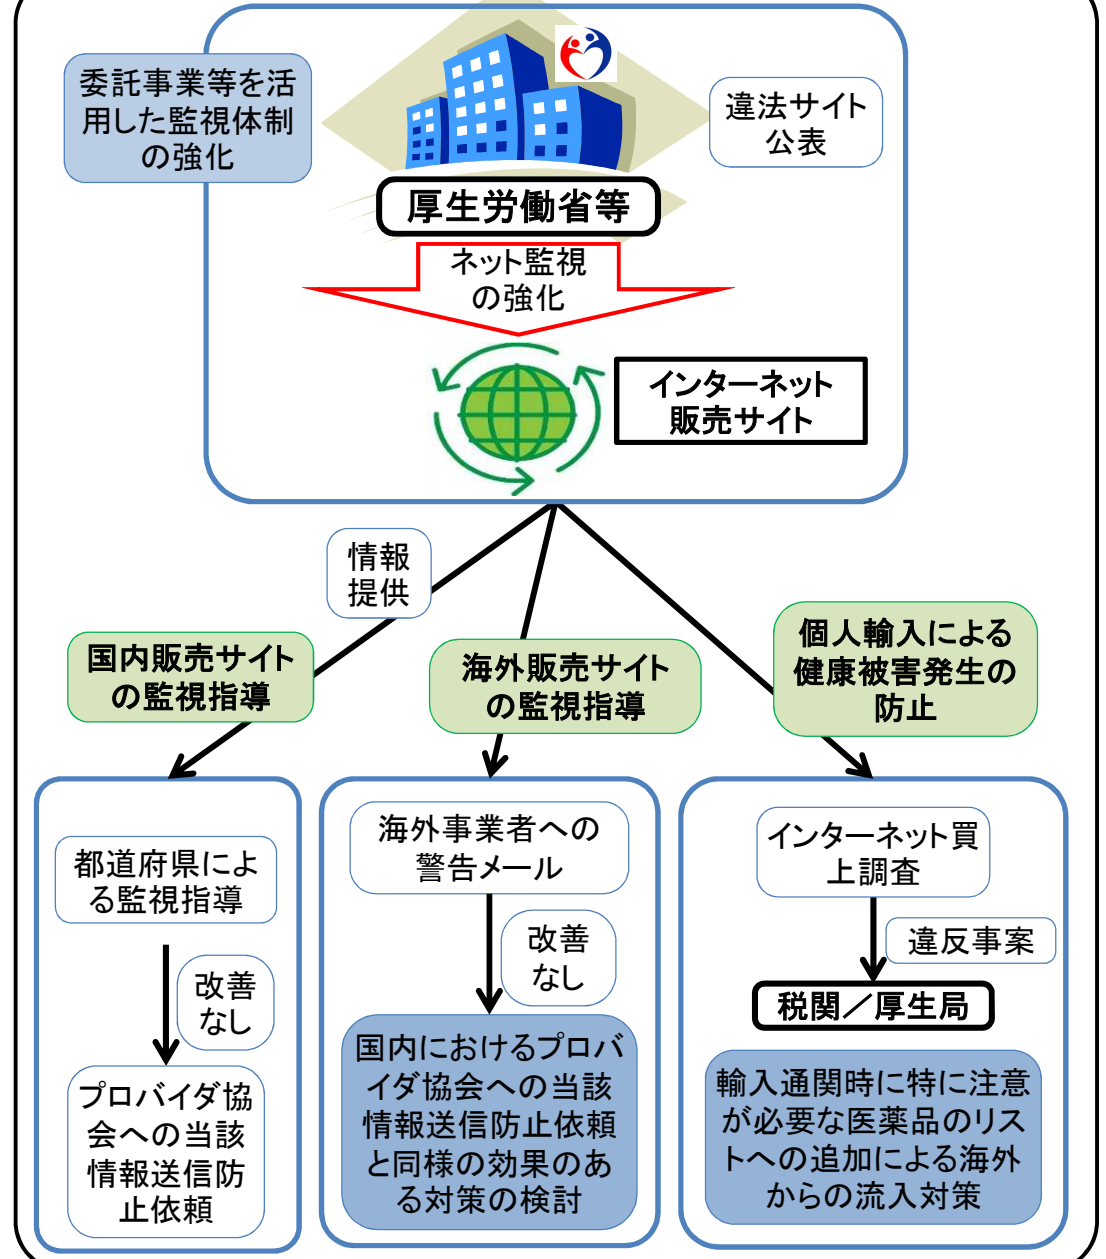 委託事業等を活
用した監視体制
の強化
違法サイト
公表
厚生労働省等
ネット監視
の強化
インターネット
販売サイト
情報
提供
国内販売サイト
の監視指導
海外販売サイト
の監視指導
個人輸入による
健康被害発生の
防止
都道府県によ
る監視指導
改善
なし
プロバイダ協
会への当該
情報送信防
止依頼
海外事業者への
警告メール
改善
なし
国内におけるプロバ
イダ協会への当該
情報送信防止依頼
と同様の効果のあ
る対策の検討
インターネット買
上調査
違反事案
税関／厚生局
輸入通関時に特に注意
が必要な医薬品のリス
トへの追加による海外
からの流入対策